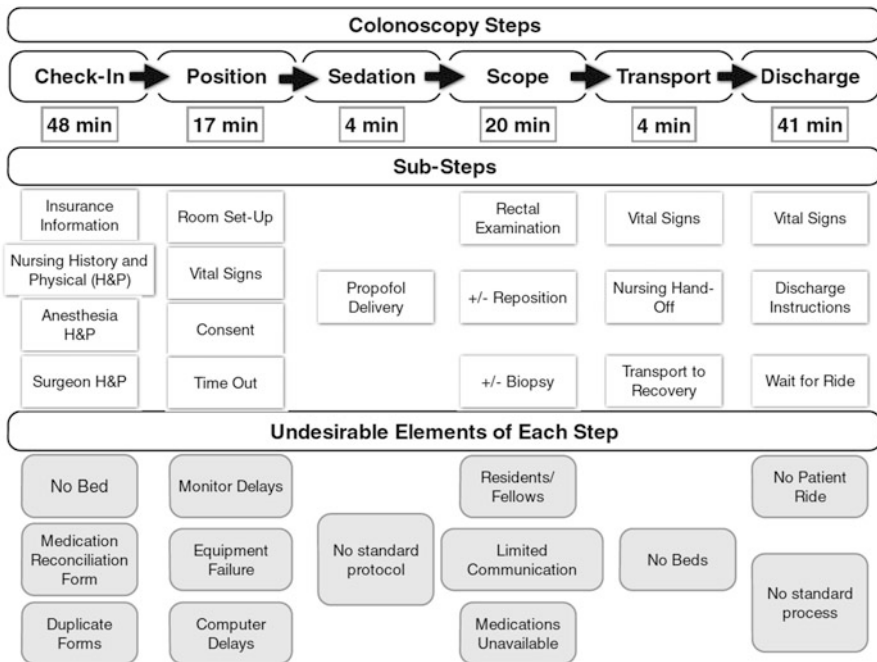 Colonoscopy Steps
Check-In
Position
Sedation
Scope
Transport
Discharge
48 min
17 min
4 min
20 min
4 min
41 min
Sub-Steps
Insurance
Information
Nursing History and
Physical (H&P)
Anesthesia
H&P
Surgeon H&P
Room Set-Up
Vital Signs
Consent
Time Out
Propofol
Delivery
Rectal
Examination
+/- Reposition
+/- Biopsy
Vital Signs
Nursing Hand-
Off
Transport to
Recovery
Vital Signs
Discharge
Instructions
Wait for Ride
Undesirable Elements of Each Step
No Bed
Medication
Reconciliation
Form
Duplicate
Forms
Monitor Delays
Equipment
Failure
Computer
Delays
No standard
protocol
Residents/
Fellows
Limited
Communication
Medications
Unavailable
No Beds
No Patient
Ride
No standard
process